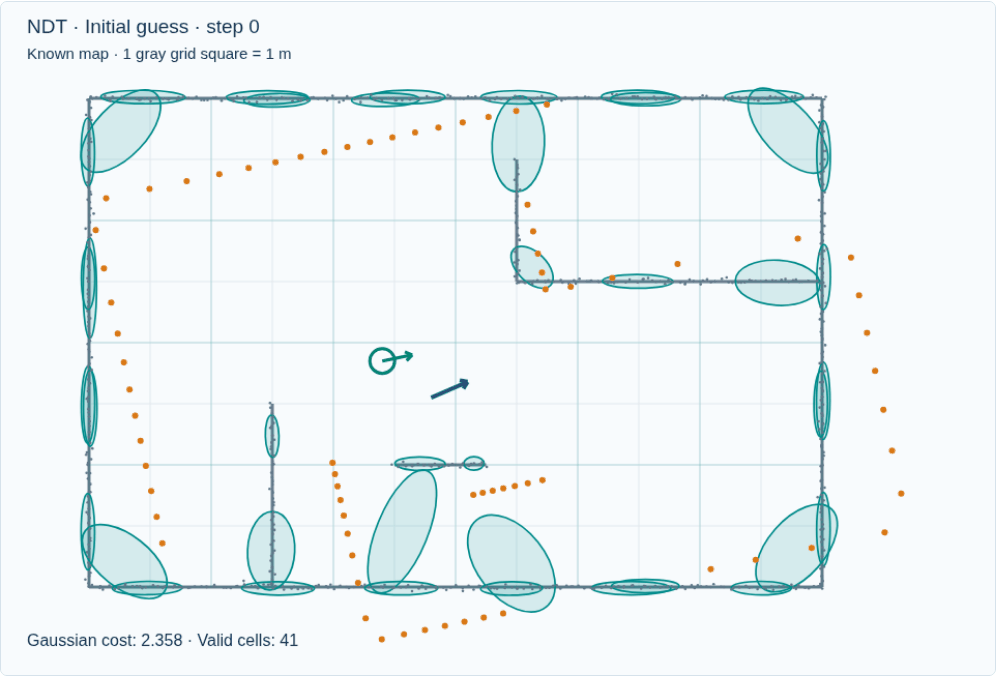 NDT · Initial guess · step 0
Known map · 1 gray grid square = 1 m
Gaussian cost: 2.358 · Valid cells: 41